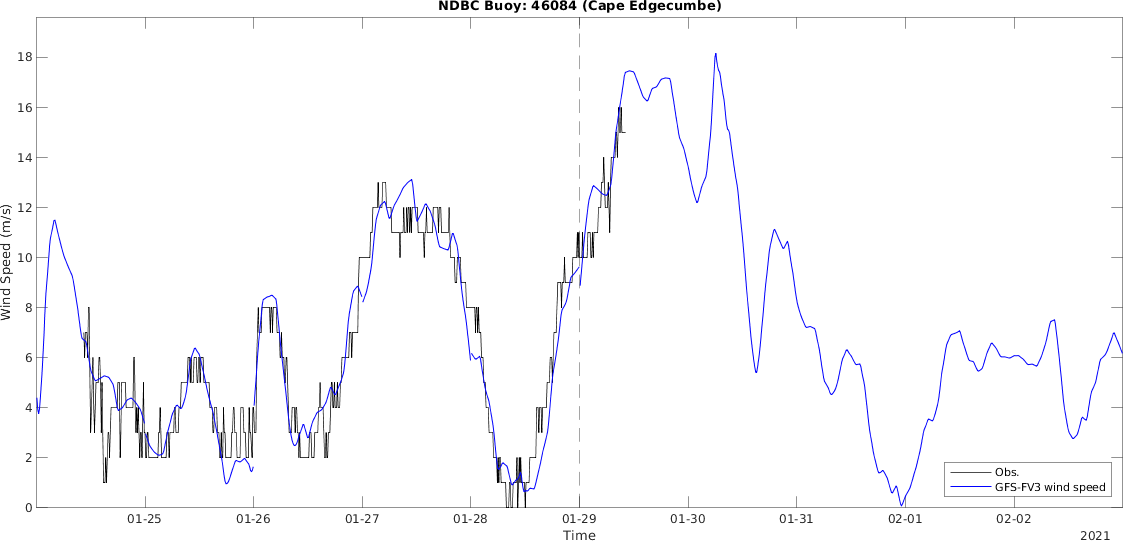 NDBC Buoy: 46084 (Cape Edgecumbe)
Wind Speed (m/s)
18
16
14
12
10
8
6
4
2
0
01-25 01-26 01-27 01-28 01-29 01-30 01-31 02-01 02-02
Time
2021
Obs.
GFS-FV3 wind speed